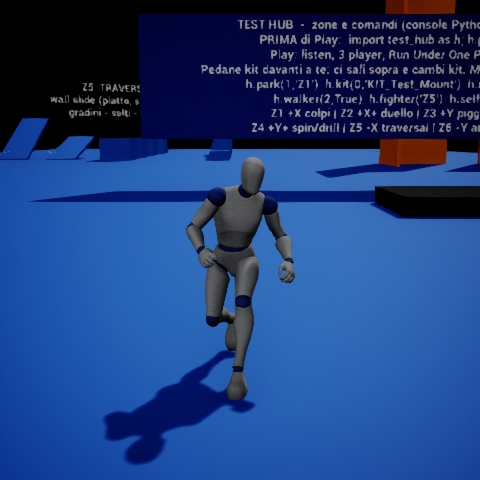 TEST HUB - zone e comandi (console Pytho
PRIMA di Play: import test_hub as h; h.p
Play: listen, 3 player, Run Under One P
Pedane kit davanti a te: ci sali sopra e cambi kit. M
h.park(1,'Z1') h.kit(0,'KIT_Test_Mount') h.
h.walker(2,True) h.fighter('Z5') h.self
Z1 +X colpi | Z2 +X+ duello | Z3 +Y pigg
Z4 +Y+ spin/drill | Z5 -X traversal | Z6 -Y ar
Z5 TRAVERS
wall slide (piatto, s
gradini - salti -